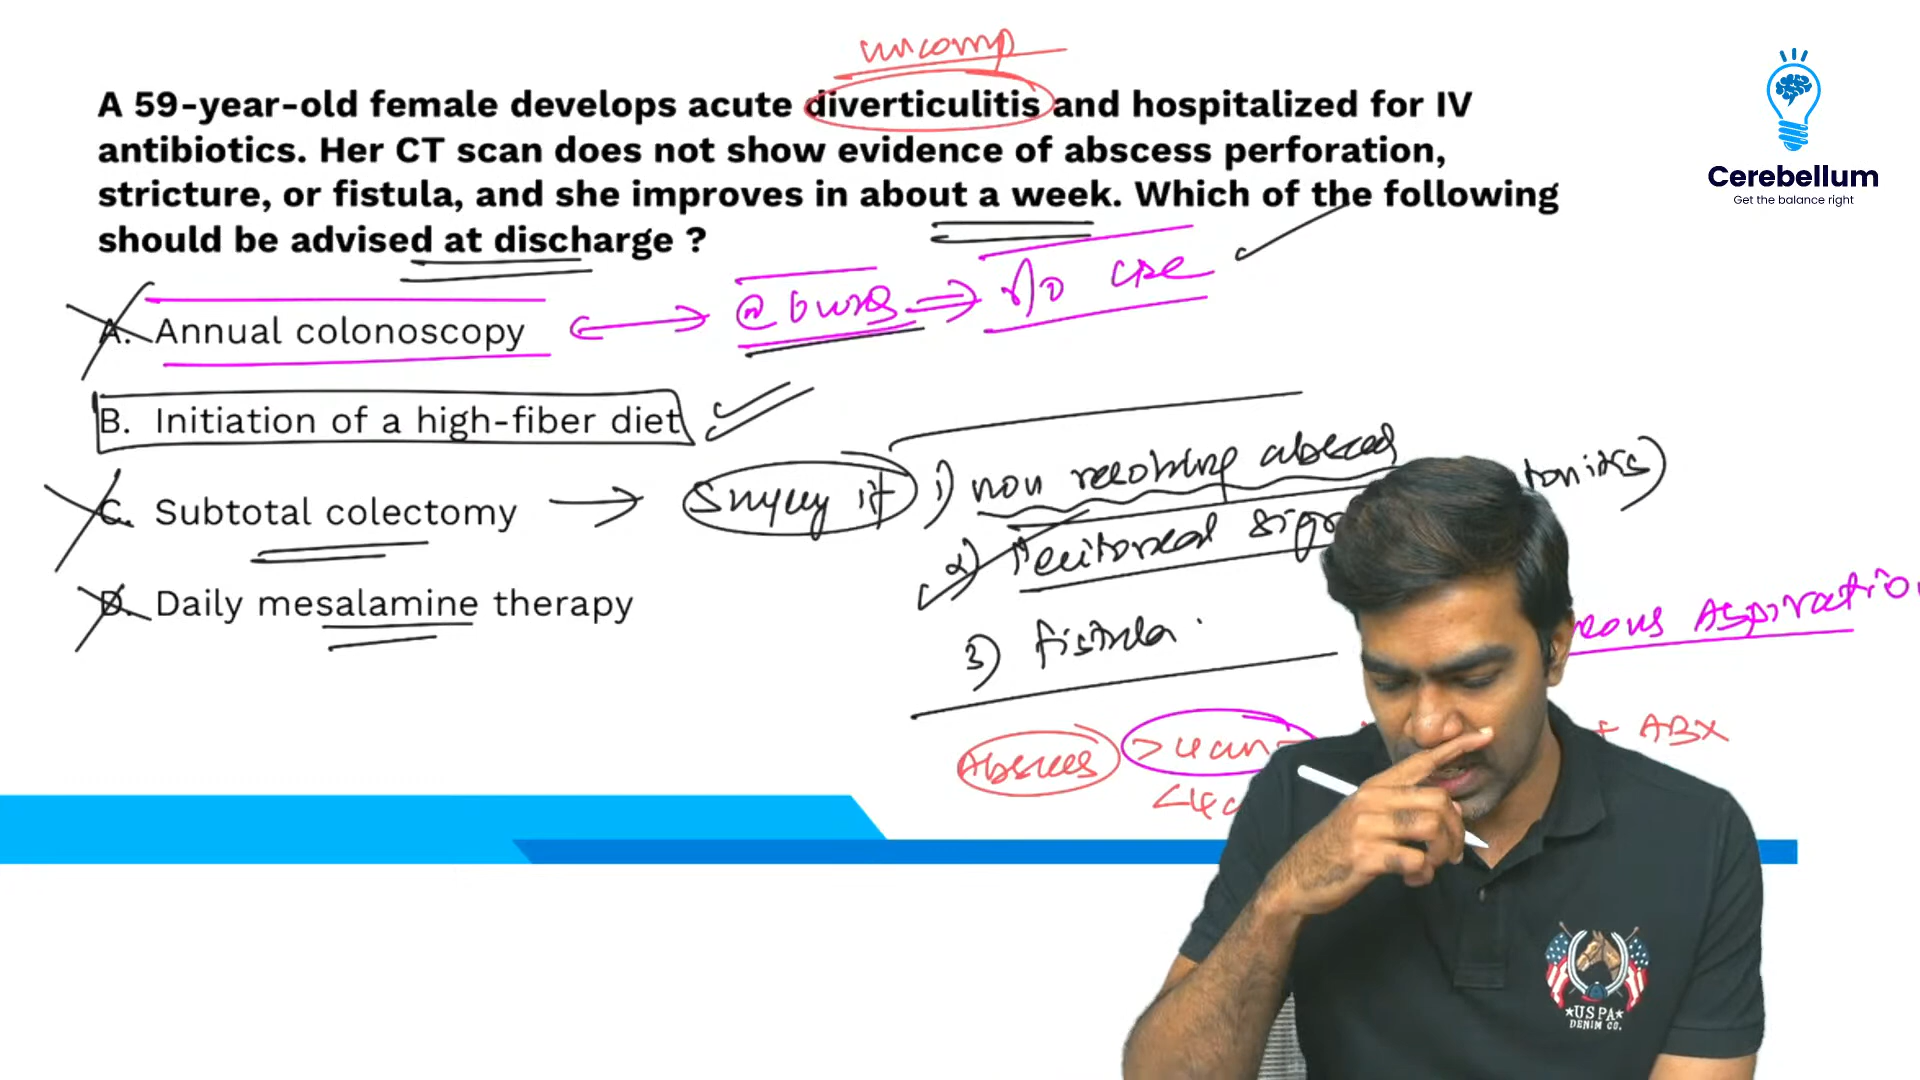 uncomp
A 59-year-old female develops acute diverticulitis and hospitalized for IV
antibiotics. Her CT scan does not show evidence of abscess perforation,
stricture, or fistula, and she improves in about a week. Which of the following
should be advised at discharge ?
Cerebellum
Get the balance right
A. Annual colonoscopy
@ 6 wks r/o
B. Initiation of a high-fiber diet
C. Subtotal colectomy
if 1) non resolving abscess
2) Peritoneal sign
3) fistula
D. Daily mesalamine therapy
Aspiration
Abscess > 4cm
+ ABX
USPA
DENIM CO.